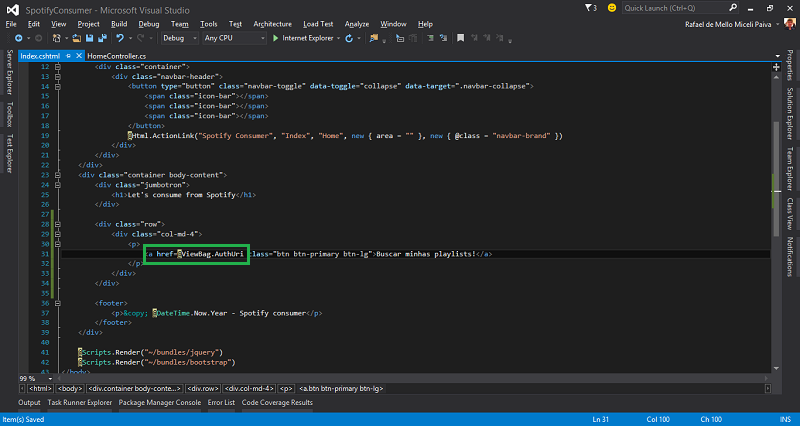 SpotifyConsumer - Microsoft Visual Studio
3
Quick Launch (Ctrl+Q)
File Edit View Project Build Debug Team Tools Test Architecture Load Test Analyze Window Help
Rafael de Mello Miceli Paiva
Debug Any CPU Internet Explorer
Index.cshtml HomeController.cs
Server Explorer
Toolbox
Test Explorer
12 <div class="container">
13 <div class="navbar-header">
14 <button type="button" class="navbar-toggle" data-toggle="collapse" data-target=".navbar-collapse">
15 <span class="icon-bar"></span>
16 <span class="icon-bar"></span>
17 <span class="icon-bar"></span>
18 </button>
19 @Html.ActionLink("Spotify Consumer", "Index", "Home", new { area = "" }, new { @class = "navbar-brand" })
20 </div>
21 </div>
22 </div>
23 <div class="container body-content">
24 <div class="jumbotron">
25 <h1>Let's consume from Spotify</h1>
26 </div>
27
28 <div class="row">
29 <div class="col-md-4">
30 <p>
31 <a href=@ViewBag.AuthUri class="btn btn-primary btn-lg">Buscar minhas playlists!</a>
32 </p>
33 </div>
34 </div>
35
36 <footer>
37 <p>&copy; @DateTime.Now.Year - Spotify consumer</p>
38 </footer>
39 </div>
40
41 @Scripts.Render("~/bundles/jquery")
42 @Scripts.Render("~/bundles/bootstrap")
43 </body>
Properties
Solution Explorer
Team Explorer
Class View
Notifications
99 %
<html> <body> <div.container body-conte...> <div.row> <div.col-md-4> <p> <a.btn btn-primary btn-lg>
Output Task Runner Explorer Package Manager Console Error List Code Coverage Results
Item(s) Saved Ln 31 Col 100 Ch 100 INS